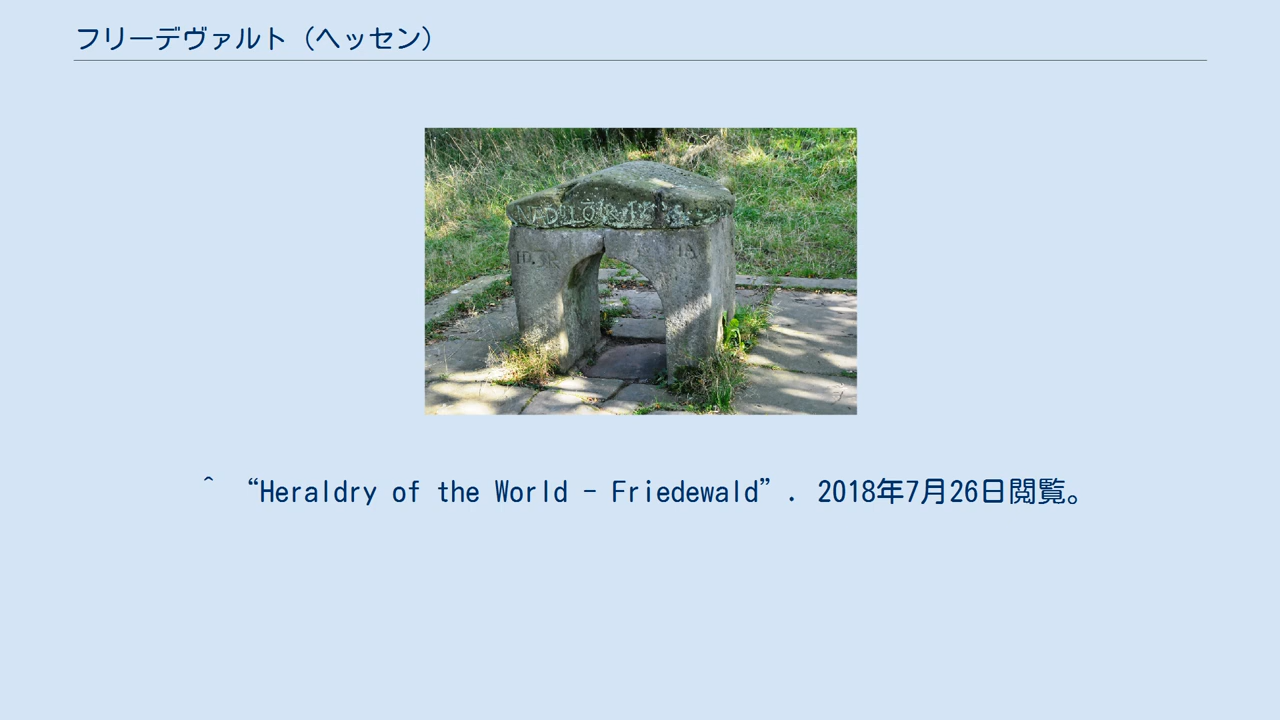 フリーデヴァルト（ヘッセン）
^ “Heraldry of the World - Friedewald”. 2018年7月26日閲覧。